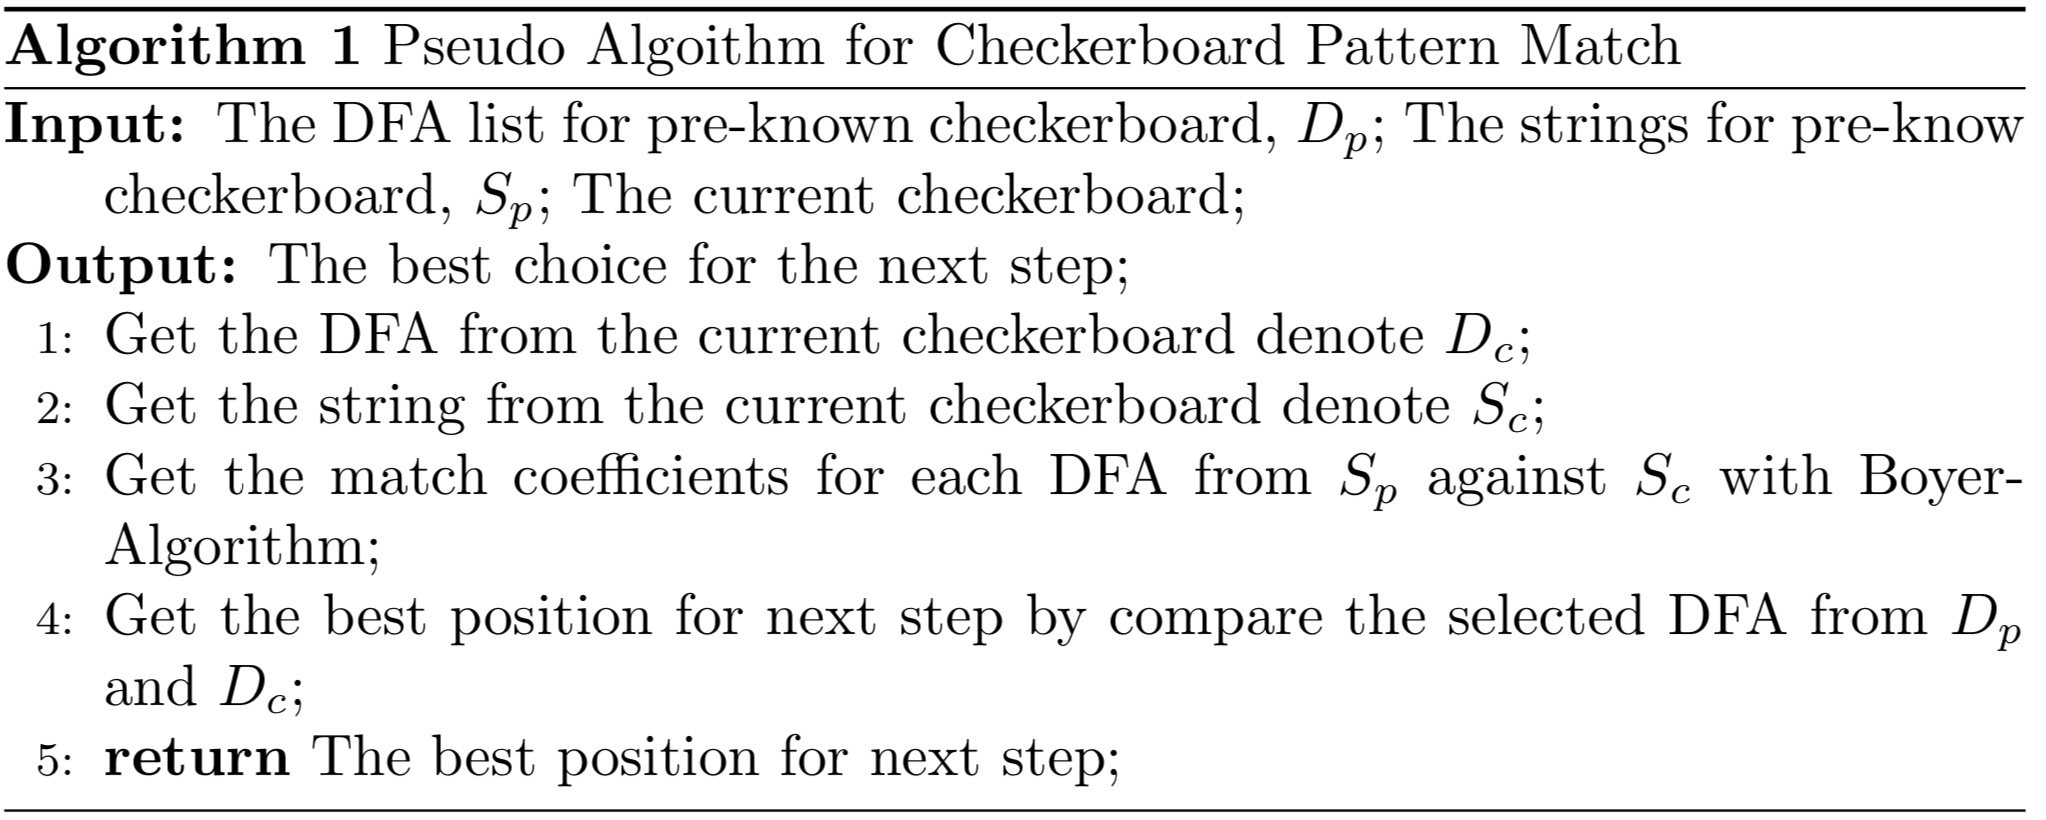 Algorithm 1 Pseudo Algoithm for Checkerboard Pattern Match
Input: The DFA list for pre-known checkerboard, D_p; The strings for pre-know
checkerboard, S_p; The current checkerboard;
Output: The best choice for the next step;
1: Get the DFA from the current checkerboard denote D_c;
2: Get the string from the current checkerboard denote S_c;
3: Get the match coefficients for each DFA from S_p against S_c with Boyer-
Algorithm;
4: Get the best position for next step by compare the selected DFA from D_p
and D_c;
5: return The best position for next step;